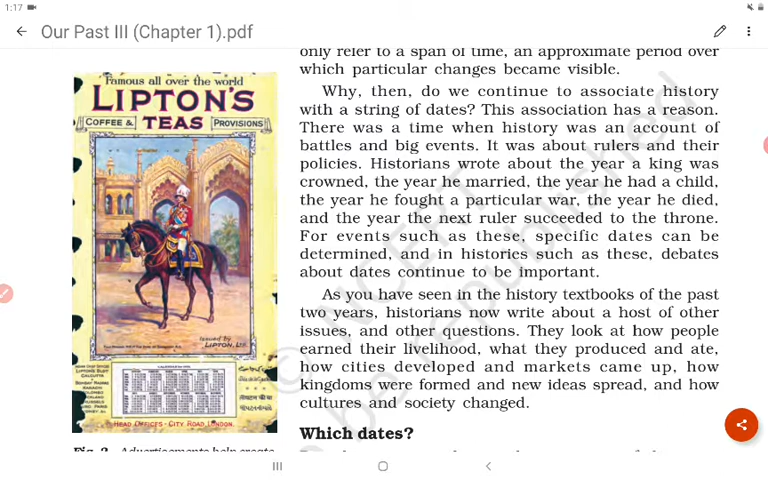 1:17
Our Past III (Chapter 1).pdf
Famous all over the world
LIPTON'S
COFFEE & TEAS PROVISIONS
Issued by
LIPTON, LTD.
HEAD OFFICES - CITY ROAD LONDON.
only refer to a span of time, an approximate period over
which particular changes became visible.
Why, then, do we continue to associate history
with a string of dates? This association has a reason.
There was a time when history was an account of
battles and big events. It was about rulers and their
policies. Historians wrote about the year a king was
crowned, the year he married, the year he had a child,
the year he fought a particular war, the year he died,
and the year the next ruler succeeded to the throne.
For events such as these, specific dates can be
determined, and in histories such as these, debates
about dates continue to be important.
As you have seen in the history textbooks of the past
two years, historians now write about a host of other
issues, and other questions. They look at how people
earned their livelihood, what they produced and ate,
how cities developed and markets came up, how
kingdoms were formed and new ideas spread, and how
cultures and society changed.
Which dates?
© NCERT
be republished